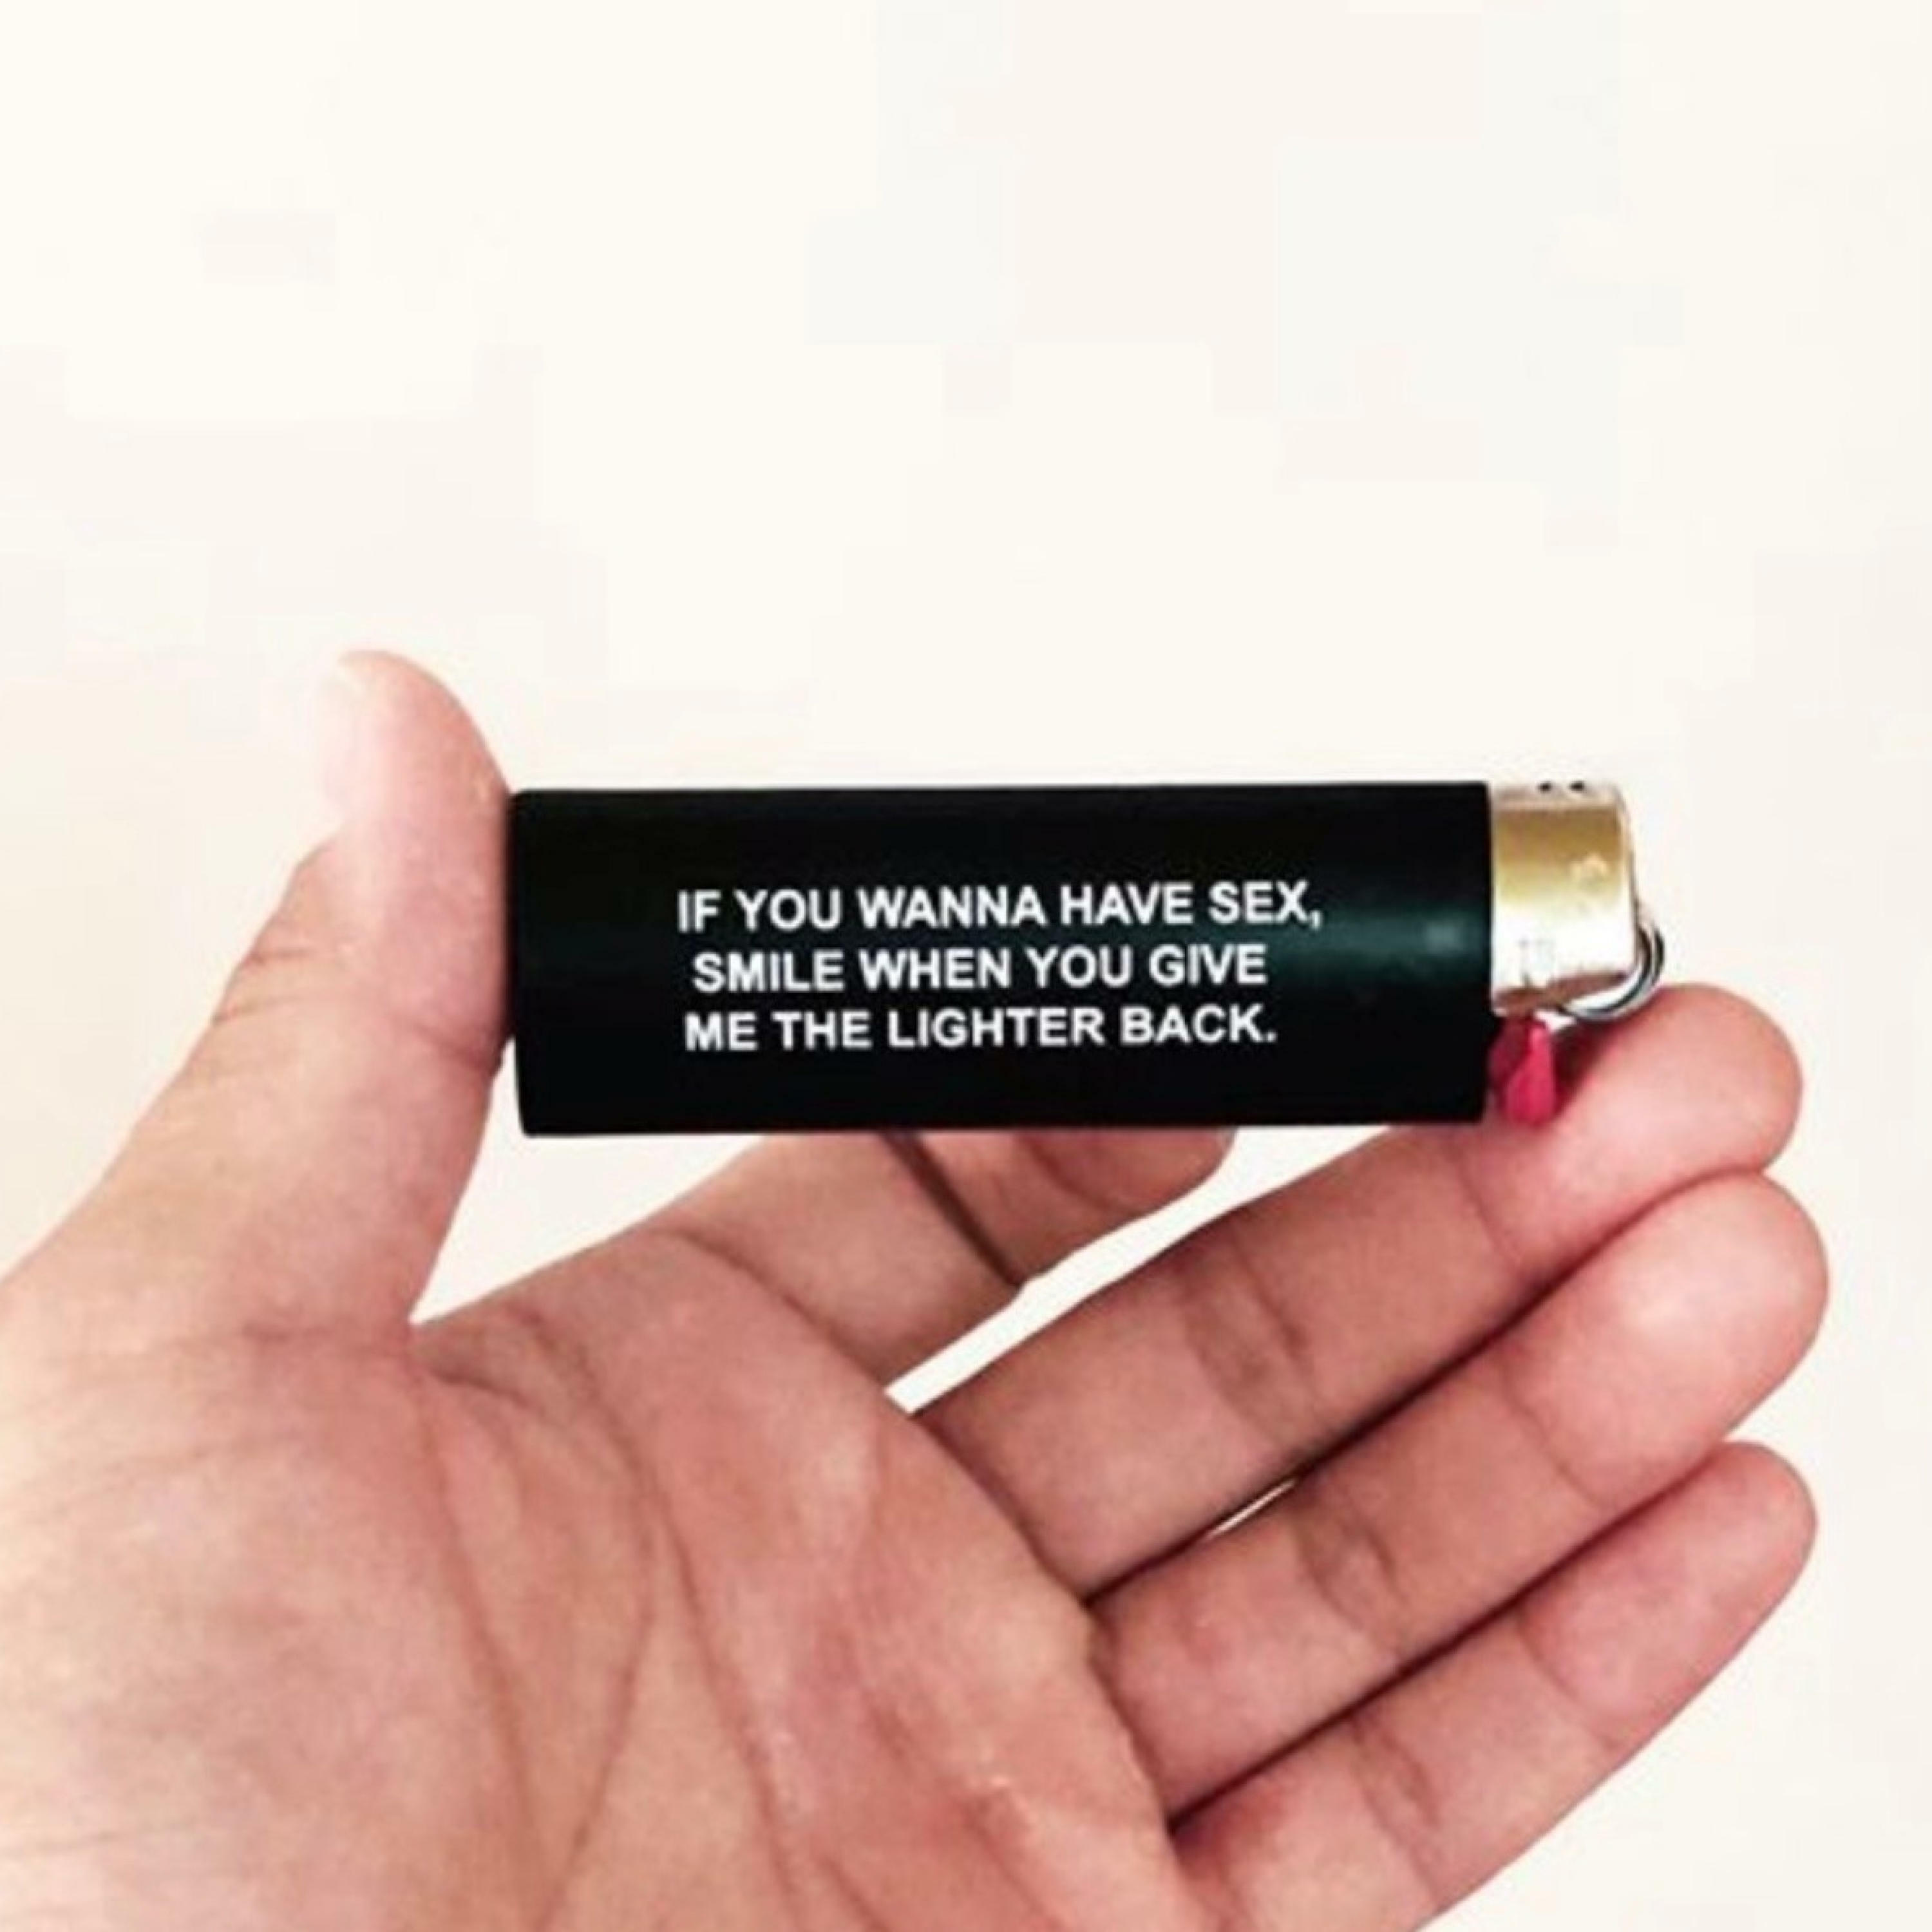 IF YOU WANNA HAVE SEX,
SMILE WHEN YOU GIVE
ME THE LIGHTER BACK.